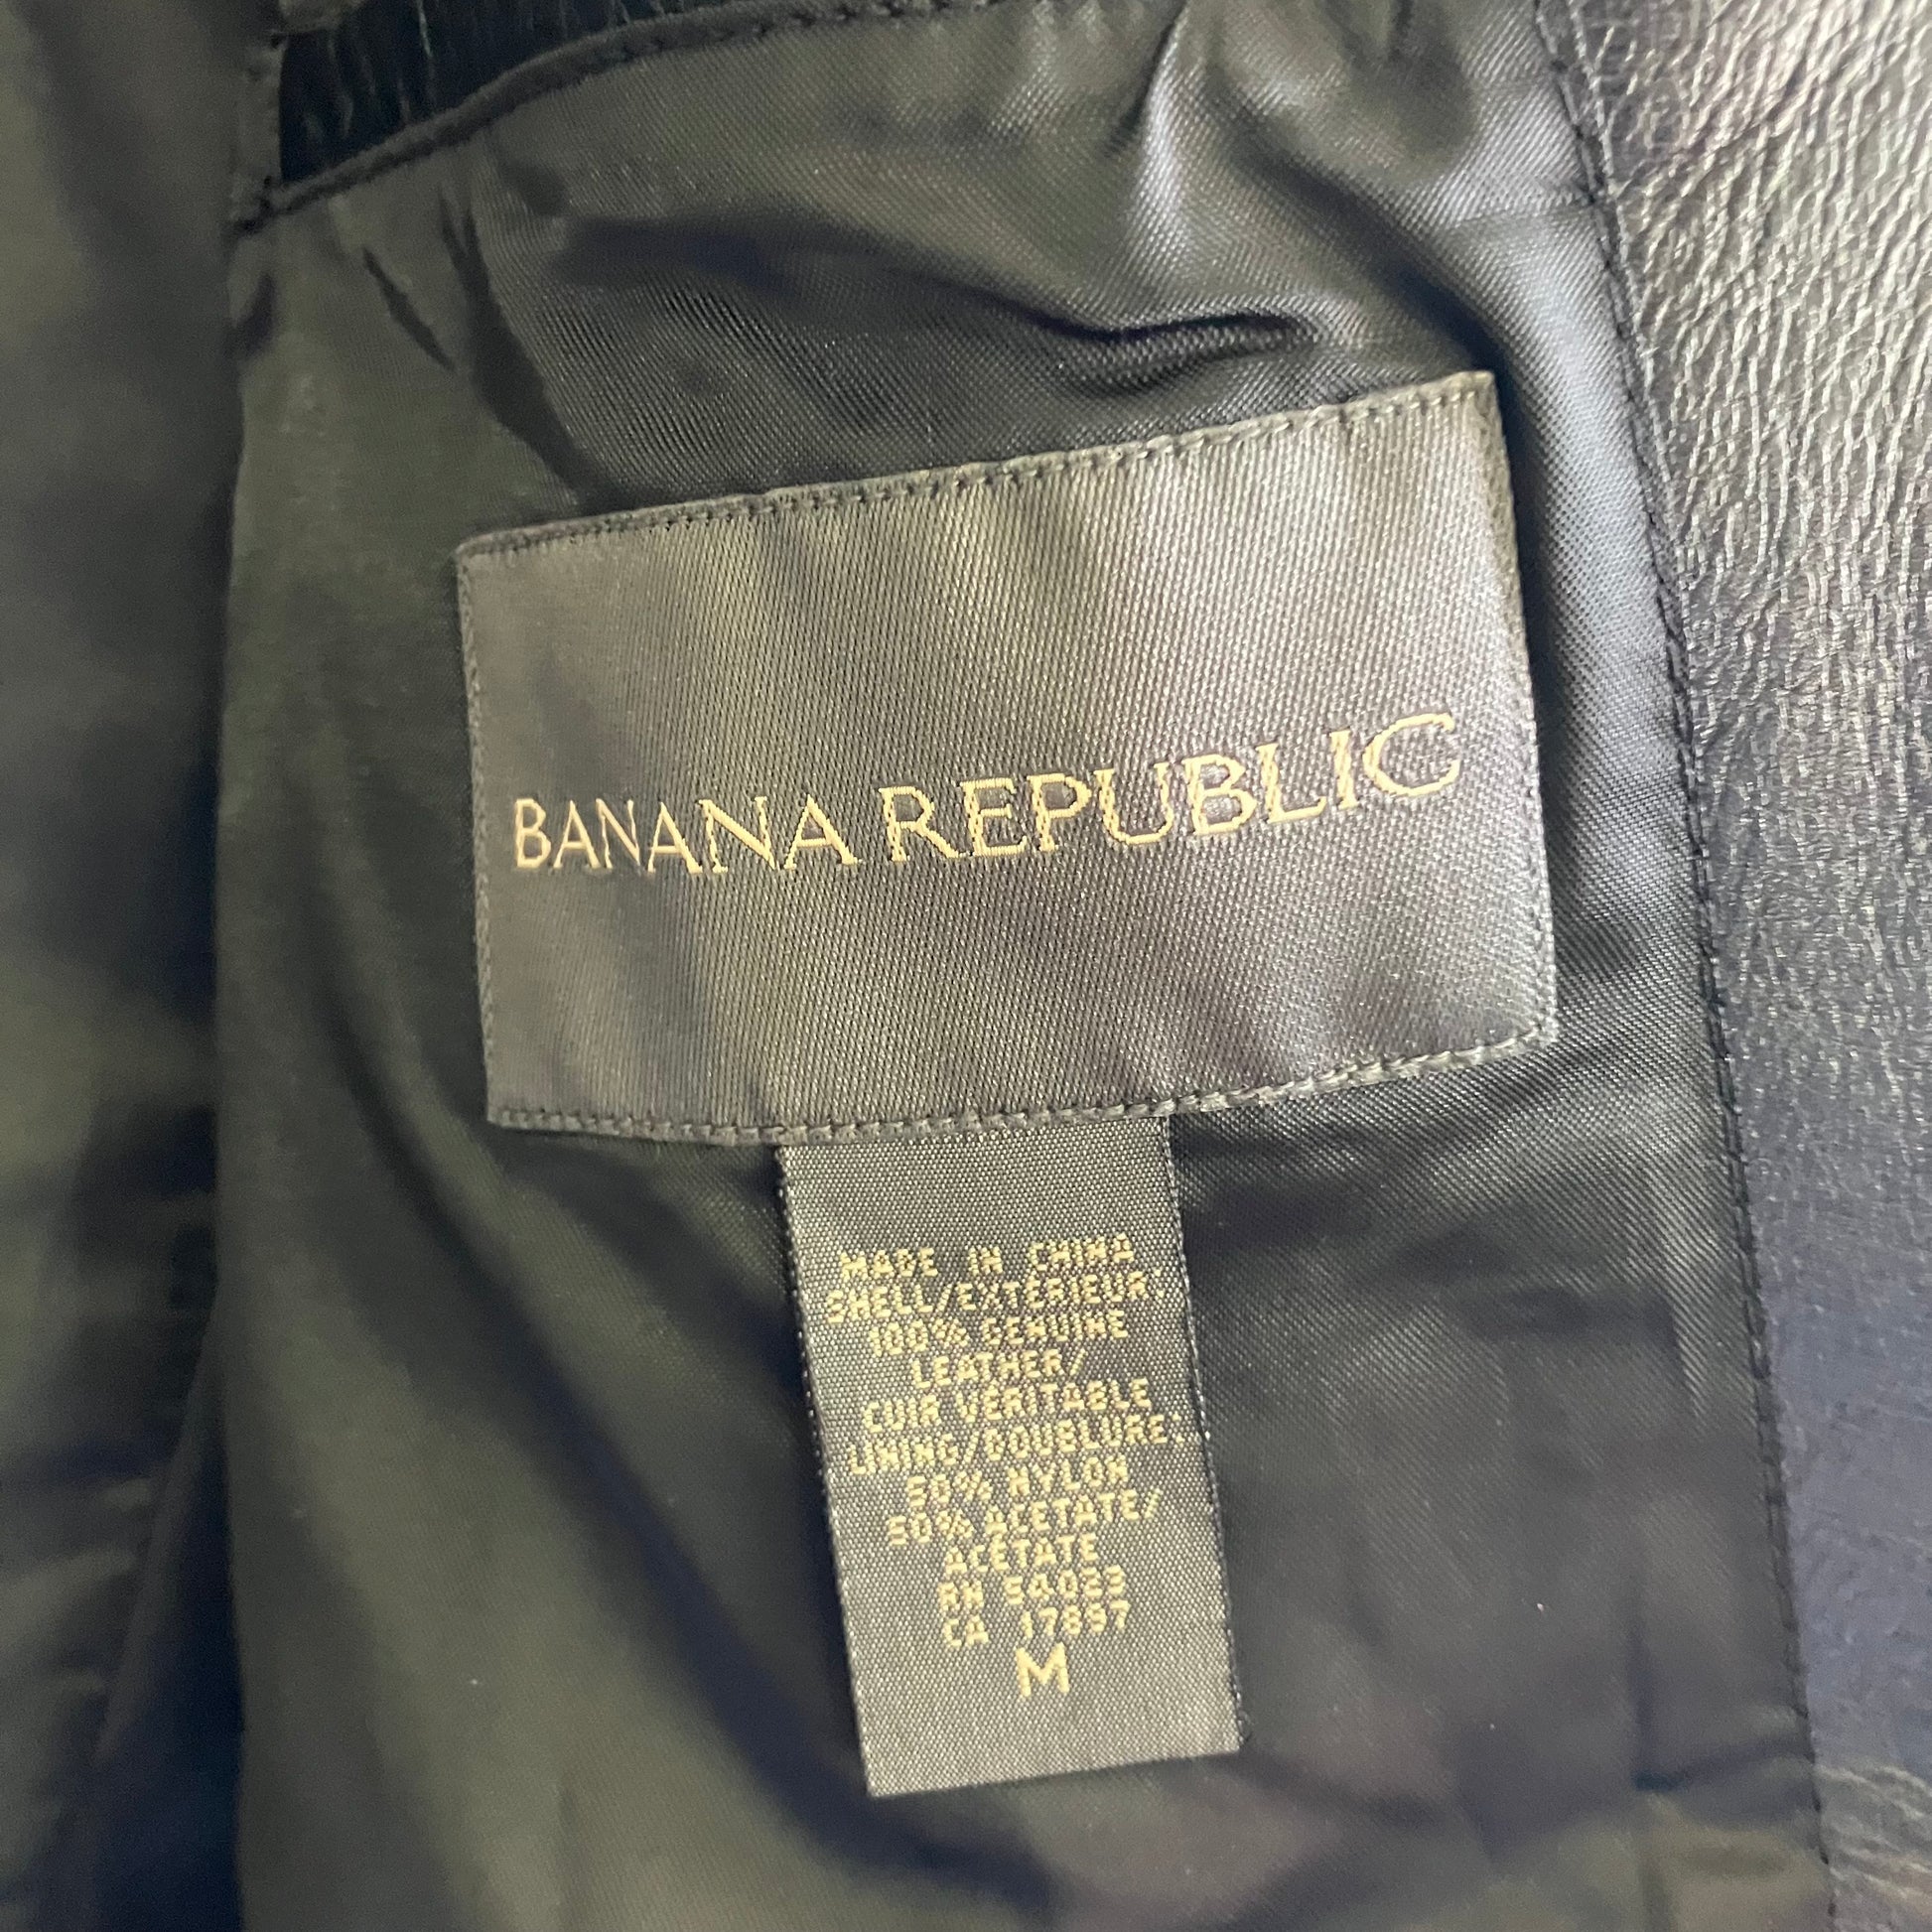 BANANA REPUBLIC
MADE IN CHINA
SHELL/EXTÉRIEUR
100% GENUINE
LEATHER/
CUIR VÉRITABLE
LINING/DOUBLURE:
50% NYLON
50% ACETATE/
ACÉTATE
RN 54023
CA 17897
M